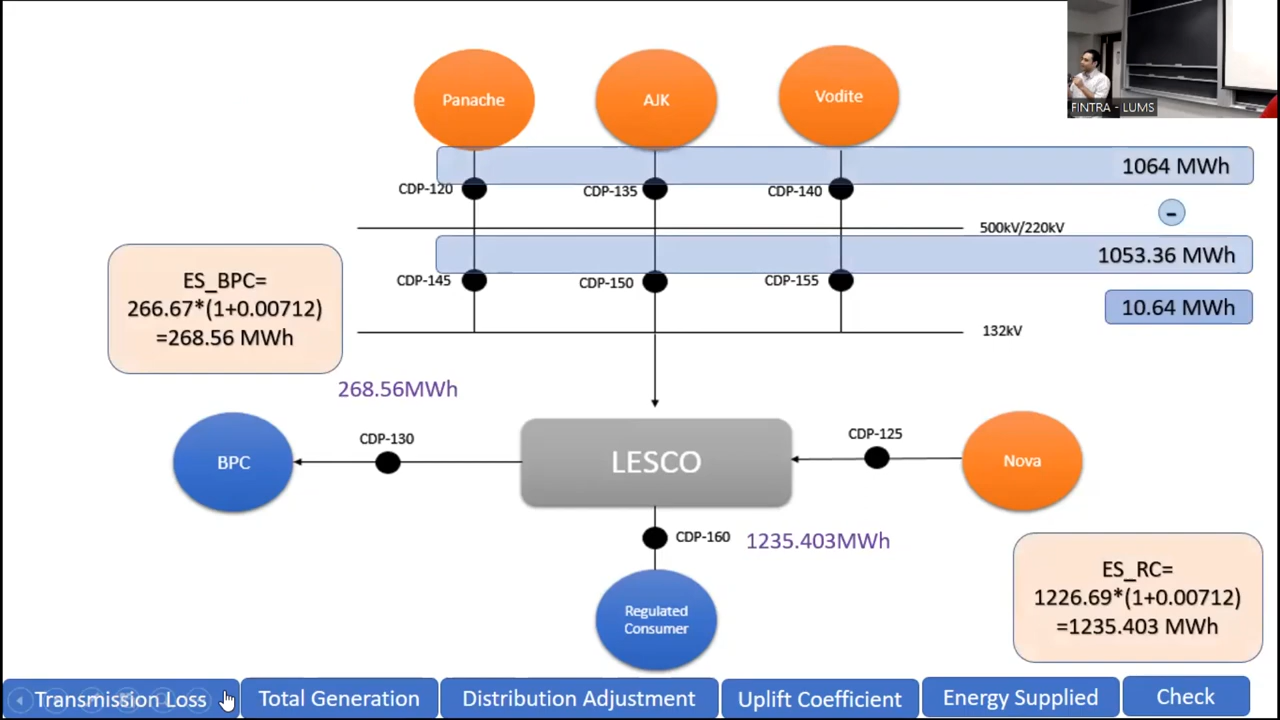 FINTRA - LUMS
Panache
AJK
Vodite
1064 MWh
CDP-120
CDP-135
CDP-140
-
500kV/220kV
1053.36 MWh
CDP-145
CDP-150
CDP-155
10.64 MWh
132kV
ES_BPC=
266.67*(1+0.00712)
=268.56 MWh
268.56MWh
BPC
CDP-130
LESCO
CDP-125
Nova
CDP-160
1235.403MWh
Regulated
Consumer
ES_RC=
1226.69*(1+0.00712)
=1235.403 MWh
Transmission Loss
Total Generation
Distribution Adjustment
Uplift Coefficient
Energy Supplied
Check